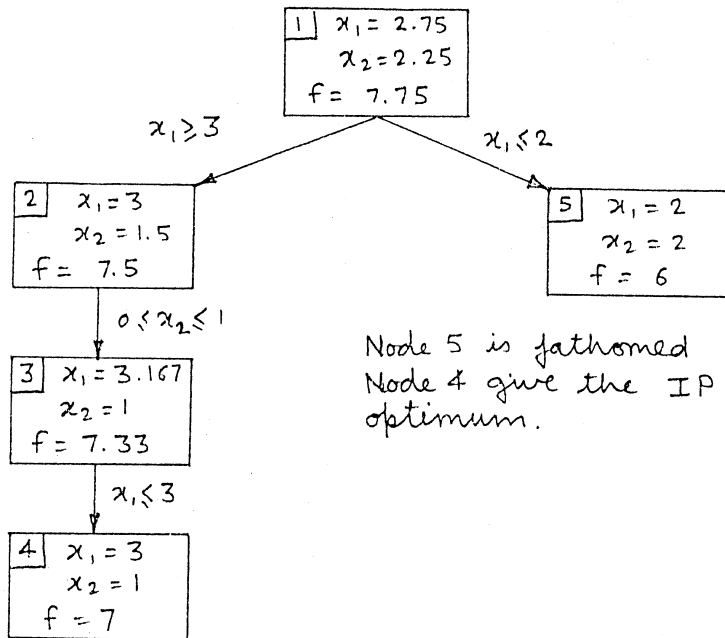 1 x₁ = 2.75
x₂ = 2.25
f = 7.75
x₁ ≥ 3
x₁ ≤ 2
2 x₁ = 3
x₂ = 1.5
f = 7.5
5 x₁ = 2
x₂ = 2
f = 6
0 ≤ x₂ ≤ 1
3 x₁ = 3.167
x₂ = 1
f = 7.33
Node 5 is fathomed
Node 4 give the IP
optimum.
x₁ ≤ 3
4 x₁ = 3
x₂ = 1
f = 7